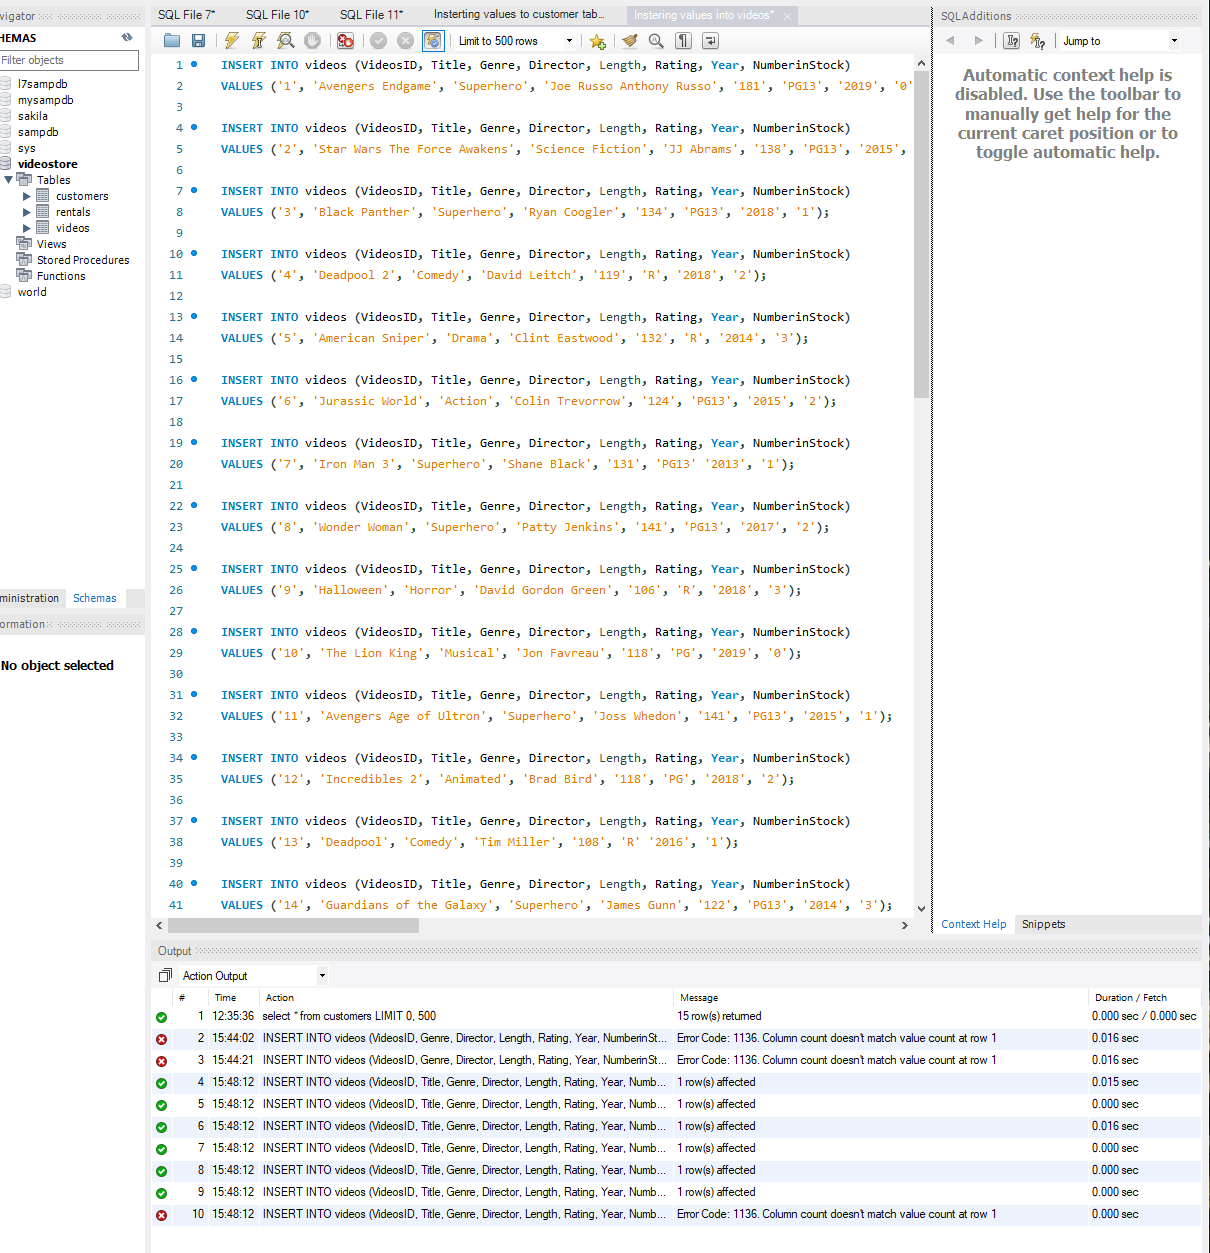 vigator
SQL File 7*
SQL File 10*
SQL File 11*
Insterting values to customer tab...
Instering values into videos*
SQLAdditions
HEMAS
Filter objects
Limit to 500 rows
Jump to
l7sampdb
mysampdb
sakila
sampdb
sys
videostore
Tables
customers
rentals
videos
Views
Stored Procedures
Functions
world
ministration
Schemas
ormation
No object selected
1 INSERT INTO videos (VideosID, Title, Genre, Director, Length, Rating, Year, NumberinStock)
2 VALUES ('1', 'Avengers Endgame', 'Superhero', 'Joe Russo Anthony Russo', '181', 'PG13', '2019', '0'
3
4 INSERT INTO videos (VideosID, Title, Genre, Director, Length, Rating, Year, NumberinStock)
5 VALUES ('2', 'Star Wars The Force Awakens', 'Science Fiction', 'JJ Abrams', '138', 'PG13', '2015',
6
7 INSERT INTO videos (VideosID, Title, Genre, Director, Length, Rating, Year, NumberinStock)
8 VALUES ('3', 'Black Panther', 'Superhero', 'Ryan Coogler', '134', 'PG13', '2018', '1');
9
10 INSERT INTO videos (VideosID, Title, Genre, Director, Length, Rating, Year, NumberinStock)
11 VALUES ('4', 'Deadpool 2', 'Comedy', 'David Leitch', '119', 'R', '2018', '2');
12
13 INSERT INTO videos (VideosID, Title, Genre, Director, Length, Rating, Year, NumberinStock)
14 VALUES ('5', 'American Sniper', 'Drama', 'Clint Eastwood', '132', 'R', '2014', '3');
15
16 INSERT INTO videos (VideosID, Title, Genre, Director, Length, Rating, Year, NumberinStock)
17 VALUES ('6', 'Jurassic World', 'Action', 'Colin Trevorrow', '124', 'PG13', '2015', '2');
18
19 INSERT INTO videos (VideosID, Title, Genre, Director, Length, Rating, Year, NumberinStock)
20 VALUES ('7', 'Iron Man 3', 'Superhero', 'Shane Black', '131', 'PG13' '2013', '1');
21
22 INSERT INTO videos (VideosID, Title, Genre, Director, Length, Rating, Year, NumberinStock)
23 VALUES ('8', 'Wonder Woman', 'Superhero', 'Patty Jenkins', '141', 'PG13', '2017', '2');
24
25 INSERT INTO videos (VideosID, Title, Genre, Director, Length, Rating, Year, NumberinStock)
26 VALUES ('9', 'Halloween', 'Horror', 'David Gordon Green', '106', 'R', '2018', '3');
27
28 INSERT INTO videos (VideosID, Title, Genre, Director, Length, Rating, Year, NumberinStock)
29 VALUES ('10', 'The Lion King', 'Musical', 'Jon Favreau', '118', 'PG', '2019', '0');
30
31 INSERT INTO videos (VideosID, Title, Genre, Director, Length, Rating, Year, NumberinStock)
32 VALUES ('11', 'Avengers Age of Ultron', 'Superhero', 'Joss Whedon', '141', 'PG13', '2015', '1');
33
34 INSERT INTO videos (VideosID, Title, Genre, Director, Length, Rating, Year, NumberinStock)
35 VALUES ('12', 'Incredibles 2', 'Animated', 'Brad Bird', '118', 'PG', '2018', '2');
36
37 INSERT INTO videos (VideosID, Title, Genre, Director, Length, Rating, Year, NumberinStock)
38 VALUES ('13', 'Deadpool', 'Comedy', 'Tim Miller', '108', 'R' '2016', '1');
39
40 INSERT INTO videos (VideosID, Title, Genre, Director, Length, Rating, Year, NumberinStock)
41 VALUES ('14', 'Guardians of the Galaxy', 'Superhero', 'James Gunn', '122', 'PG13', '2014', '3');
Automatic context help is
disabled. Use the toolbar to
manually get help for the
current caret position or to
toggle automatic help.
Context Help
Snippets
Output
Action Output
# Time Action Message Duration / Fetch
1 12:35:36 select * from customers LIMIT 0, 500 15 row(s) returned 0.000 sec / 0.000 sec
2 15:44:02 INSERT INTO videos (VideosID, Genre, Director, Length, Rating, Year, NumberinSt... Error Code: 1136. Column count doesn't match value count at row 1 0.016 sec
3 15:44:21 INSERT INTO videos (VideosID, Genre, Director, Length, Rating, Year, NumberinSt... Error Code: 1136. Column count doesn't match value count at row 1 0.016 sec
4 15:48:12 INSERT INTO videos (VideosID, Title, Genre, Director, Length, Rating, Year, Numb... 1 row(s) affected 0.015 sec
5 15:48:12 INSERT INTO videos (VideosID, Title, Genre, Director, Length, Rating, Year, Numb... 1 row(s) affected 0.000 sec
6 15:48:12 INSERT INTO videos (VideosID, Title, Genre, Director, Length, Rating, Year, Numb... 1 row(s) affected 0.016 sec
7 15:48:12 INSERT INTO videos (VideosID, Title, Genre, Director, Length, Rating, Year, Numb... 1 row(s) affected 0.000 sec
8 15:48:12 INSERT INTO videos (VideosID, Title, Genre, Director, Length, Rating, Year, Numb... 1 row(s) affected 0.000 sec
9 15:48:12 INSERT INTO videos (VideosID, Title, Genre, Director, Length, Rating, Year, Numb... 1 row(s) affected 0.000 sec
10 15:48:12 INSERT INTO videos (VideosID, Title, Genre, Director, Length, Rating, Year, Numb... Error Code: 1136. Column count doesn't match value count at row 1 0.000 sec